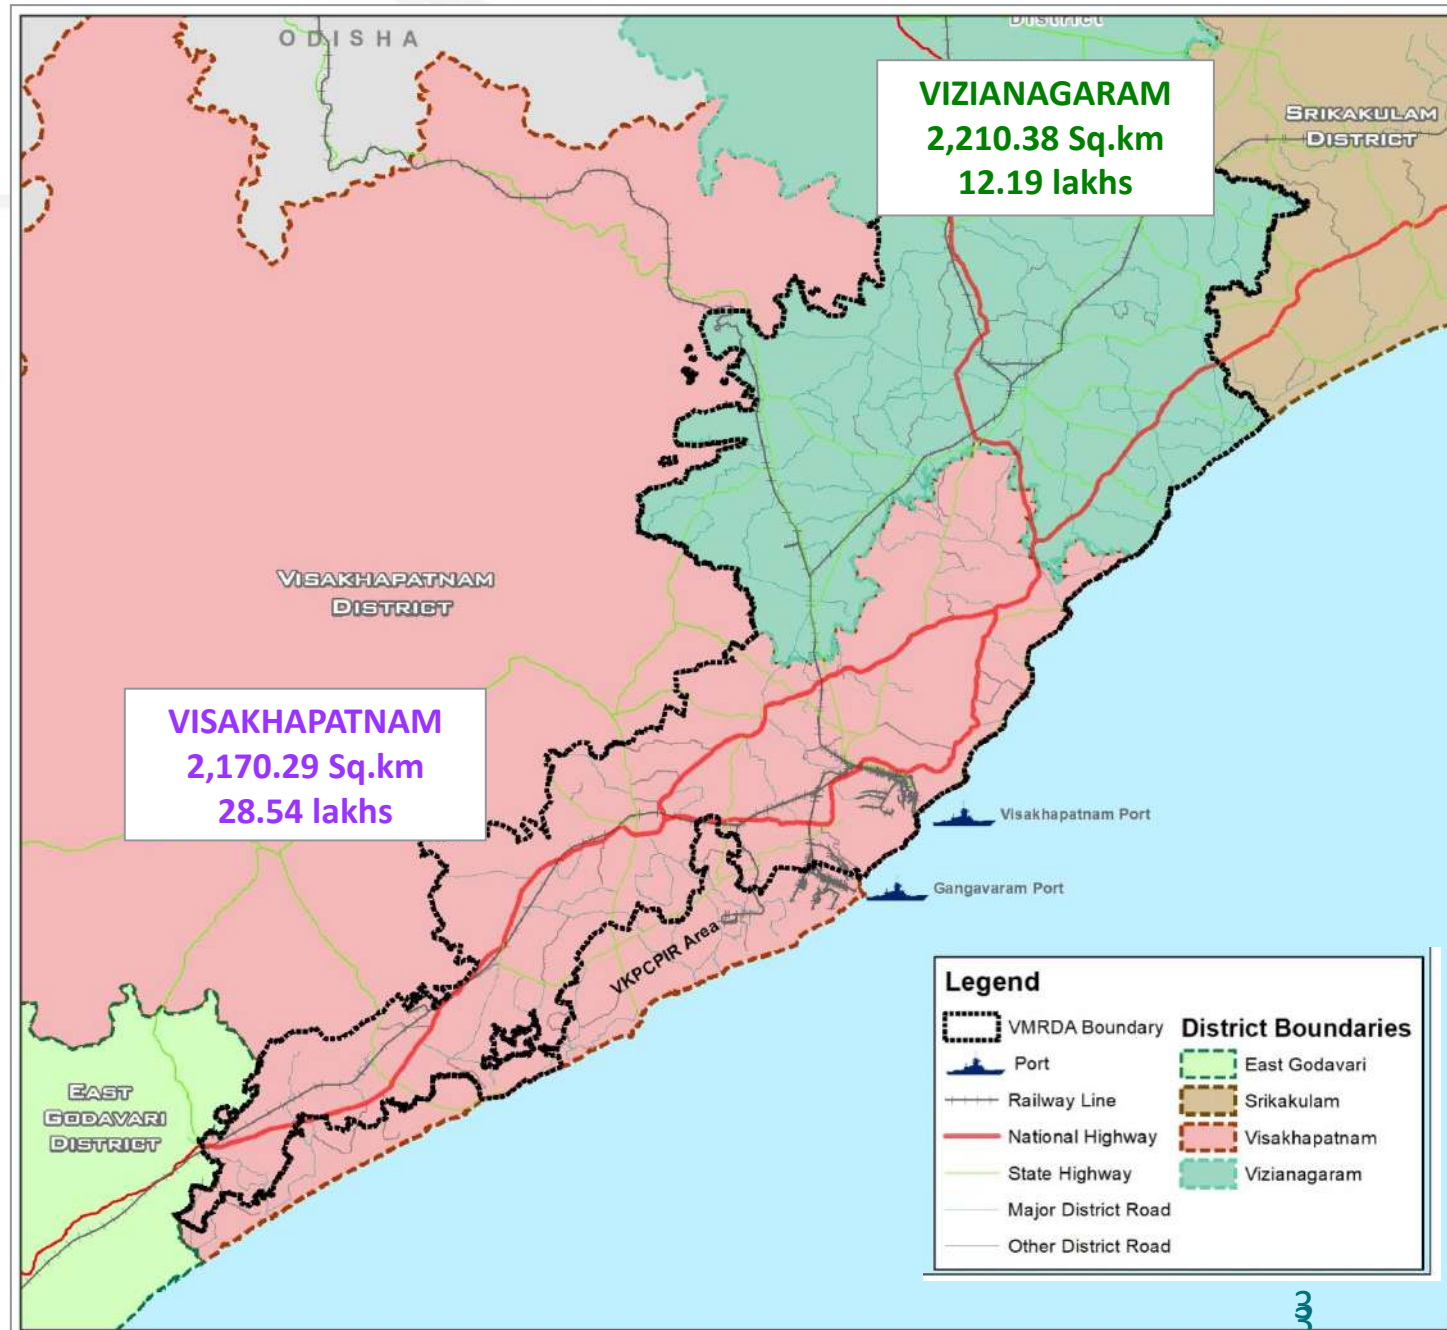 District
ODISHA
VIZIANAGARAM
2,210.38 Sq.km
12.19 lakhs
SRIKAKULAM
DISTRICT
VISAKHAPATNAM
DISTRICT
VISAKHAPATNAM
2,170.29 Sq.km
28.54 lakhs
Visakhapatnam Port
Gangavaram Port
VKPCPIR Area
EAST
GODAVARI
DISTRICT
Legend
VMRDA Boundary
Port
Railway Line
National Highway
State Highway
Major District Road
Other District Road
District Boundaries
East Godavari
Srikakulam
Visakhapatnam
Vizianagaram